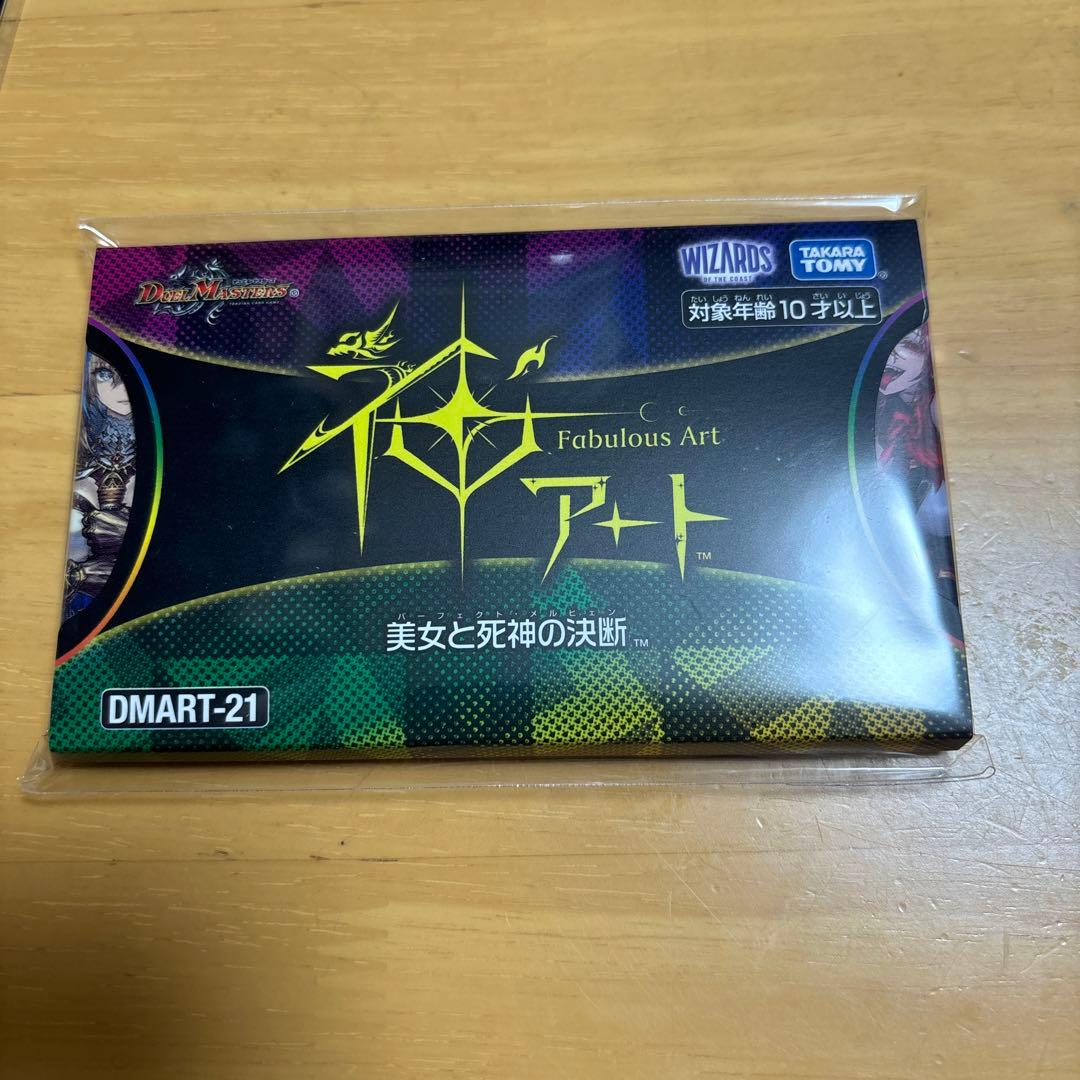 DUEL MASTERS®
TRADING CARD GAME
WIZARDS
OF THE COAST
TAKARA
TOMY®
たいしょうねんれい さいいじょう
対象年齢10才以上
神
Fabulous Art
アート™
パーフェクト・メルヒェン
美女と死神の決断™
DMART-21